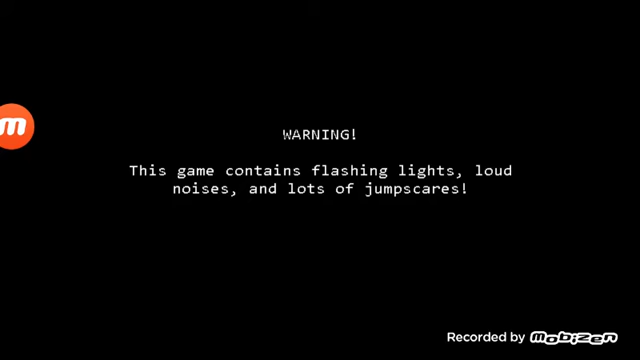 WARNING!
This game contains flashing lights, loud
noises, and lots of jumpscares!
m
Recorded by mobizen